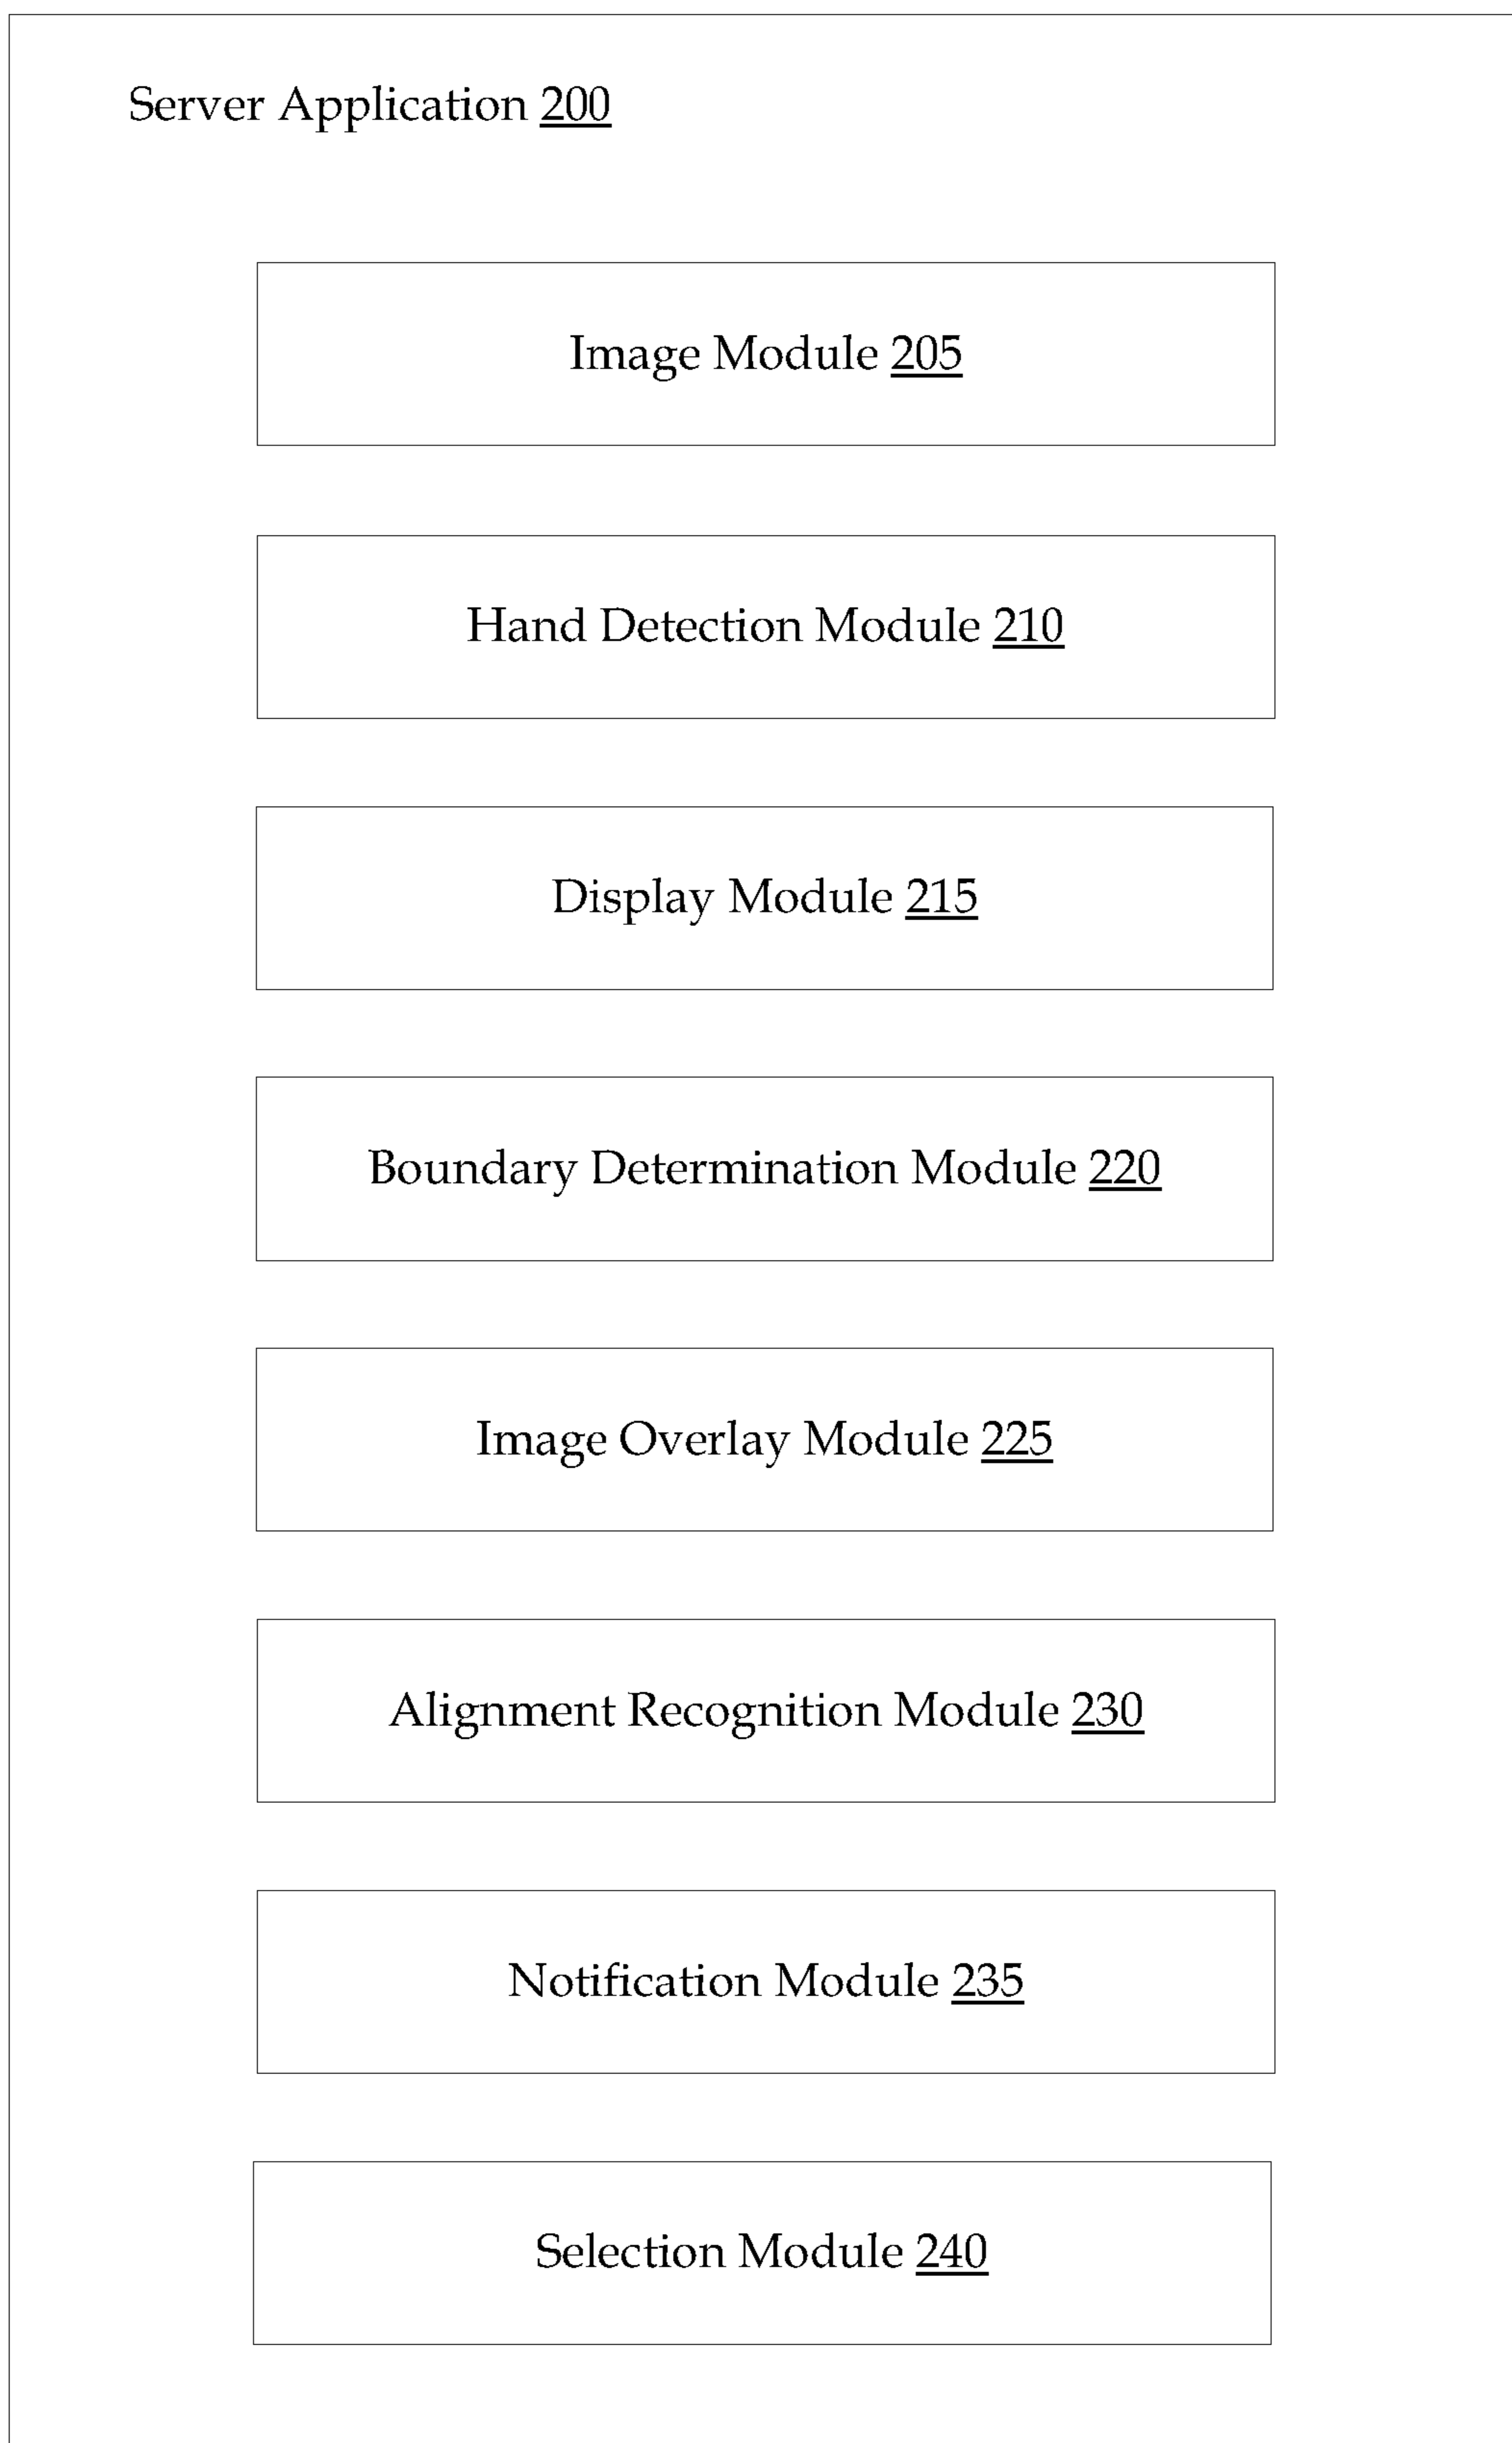 Server Application 200
Image Module 205
Hand Detection Module 210
Display Module 215
Boundary Determination Module 220
Image Overlay Module 225
Alignment Recognition Module 230
Notification Module 235
Selection Module 240